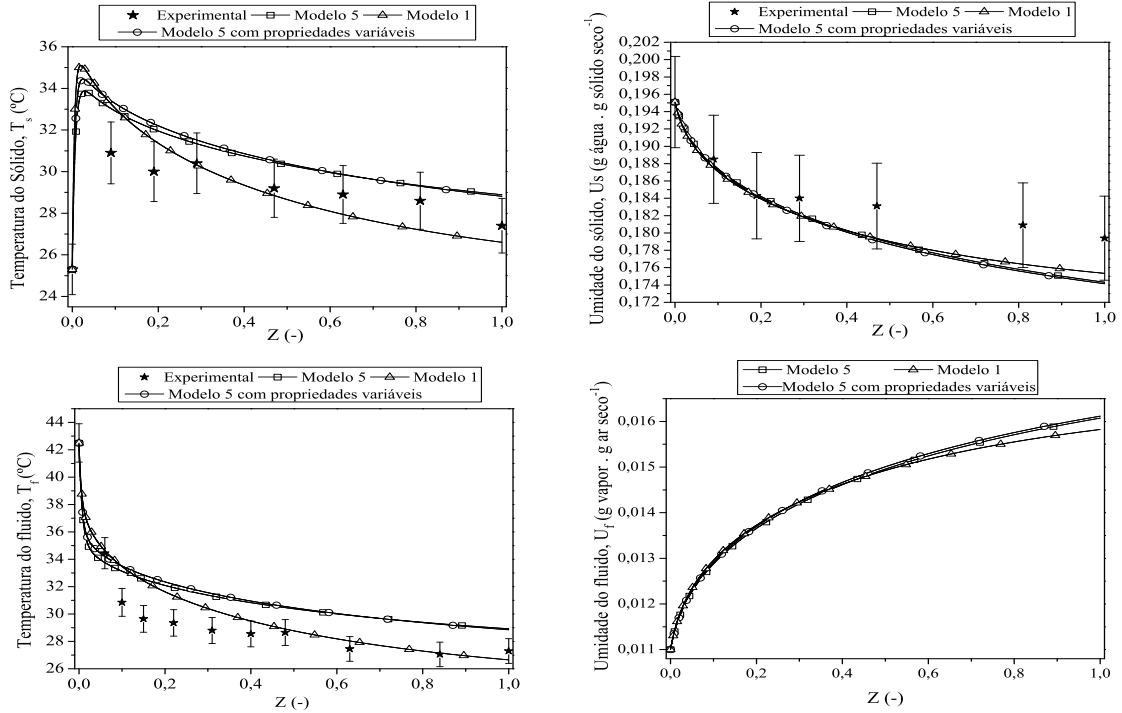 Experimental Modelo 5 Modelo 1
Modelo 5 com propriedades variáveis
Temperatura do Sólido, Ts (ºC)
36
34
32
30
28
26
24
0,0 0,2 0,4 0,6 0,8 1,0
Z (-)
Experimental Modelo 5 Modelo 1
Modelo 5 com propriedades variáveis
Umidade do sólido, Us (g água . g sólido seco⁻¹)
0,202
0,200
0,198
0,196
0,194
0,192
0,190
0,188
0,186
0,184
0,182
0,180
0,178
0,176
0,174
0,172
0,0 0,2 0,4 0,6 0,8 1,0
Z (-)
Experimental Modelo 5 Modelo 1
Modelo 5 com propriedades variáveis
Temperatura do fluido, Tf (ºC)
44
42
40
38
36
34
32
30
28
26
0,0 0,2 0,4 0,6 0,8 1,0
Z (-)
Modelo 5 Modelo 1
Modelo 5 com propriedades variáveis
Umidade do fluido, Uf (g vapor . g ar seco⁻¹)
0,016
0,015
0,014
0,013
0,012
0,011
0,0 0,2 0,4 0,6 0,8 1,0
Z (-)